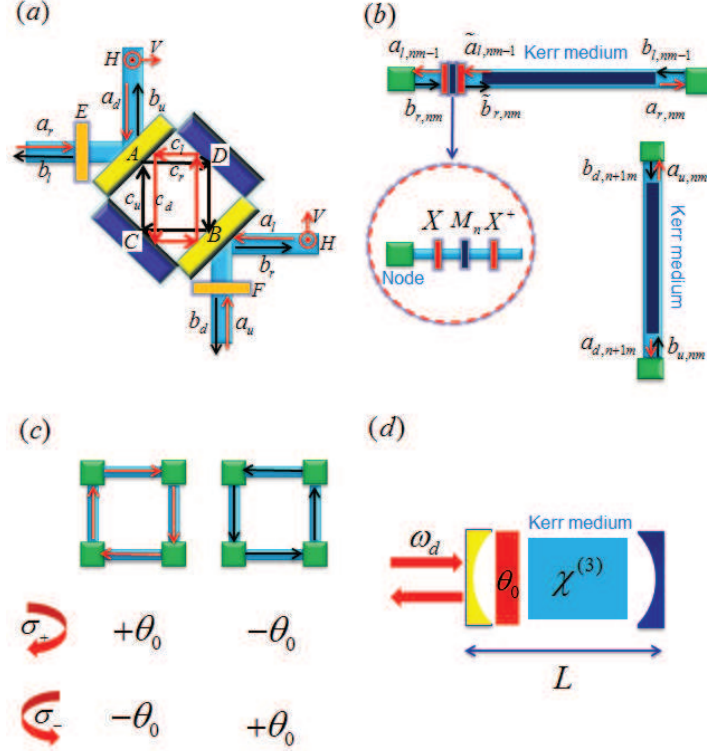 (a)
H
V
E
a_d
b_u
a_r
b_l
A
D
c_l
c_r
c_u
c_d
C
B
a_l
V
H
b_r
F
b_d
a_u
(b)
a_{l,nm-1}
ã_{l,nm-1}
Kerr medium
b_{l,nm-1}
b_{r,nm}
b̃_{r,nm}
a_{r,nm}
X M_n X^+
Node
b_{d,n+1m}
a_{u,nm}
Kerr medium
a_{d,n+1m}
b_{u,nm}
(c)
σ_+ +θ_0 -θ_0
σ_- -θ_0 +θ_0
(d)
Kerr medium
ω_d
θ_0
χ^{(3)}
L